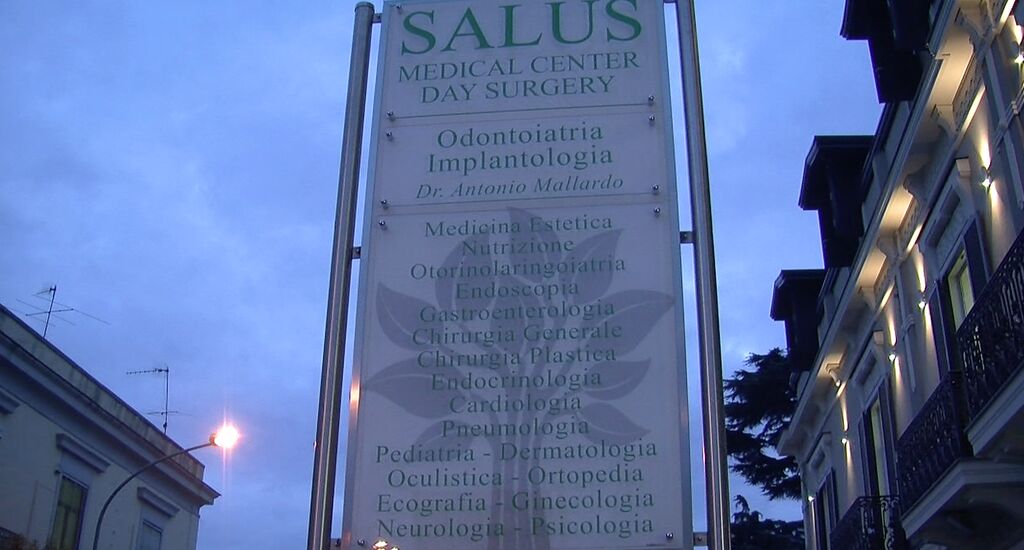 SALUS
MEDICAL CENTER
DAY SURGERY
Odontoiatria
Implantologia
Dr. Antonio Mallardo
Medicina Estetica
Nutrizione
Otorinolaringoiatria
Endoscopia
Gastroenterologia
Chirurgia Generale
Chirurgia Plastica
Endocrinologia
Cardiologia
Pneumologia
Pediatria - Dermatologia
Oculistica - Ortopedia
Ecografia - Ginecologia
Neurologia - Psicologia